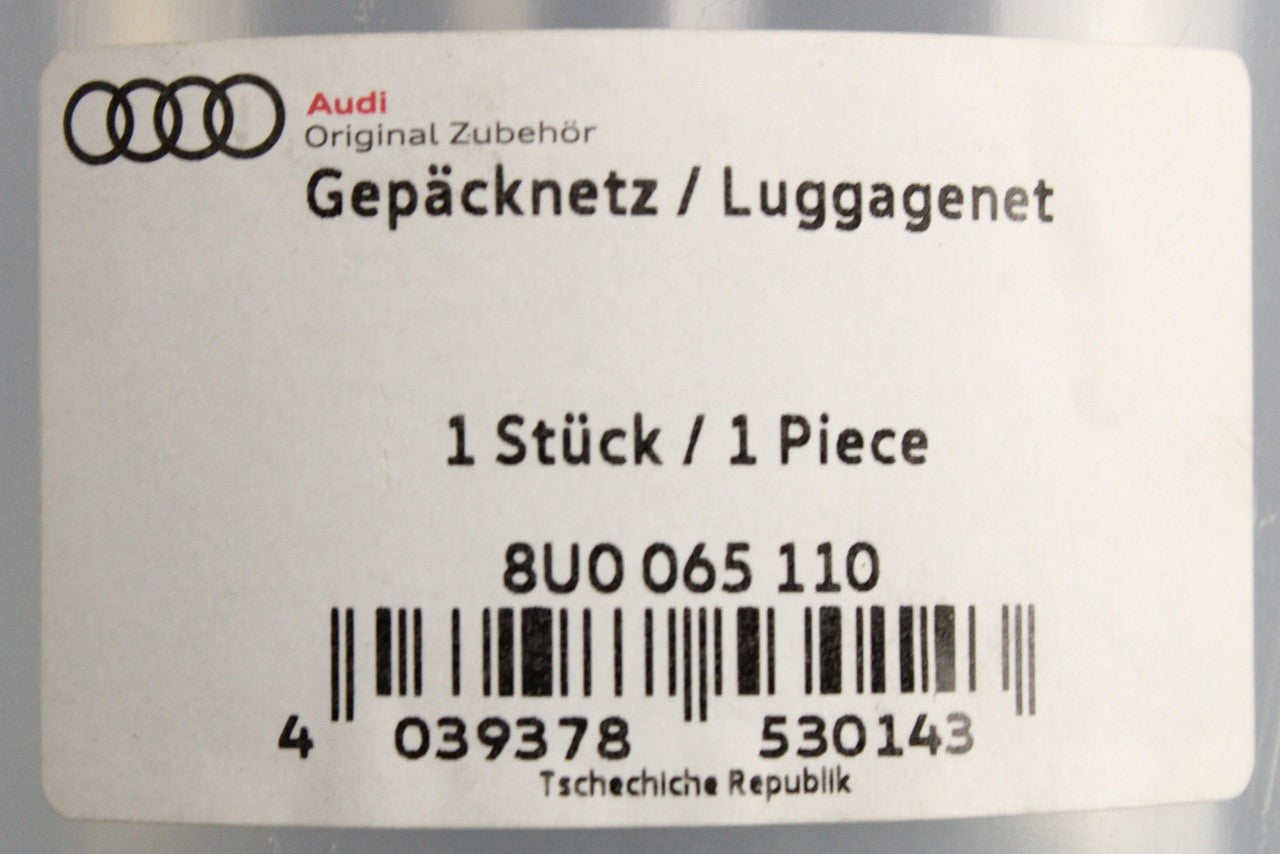 Audi
Original Zubehör
Gepäcknetz / Luggagenet
1 Stück / 1 Piece
8U0 065 110
4 039378 530143
Tschechiche Republik